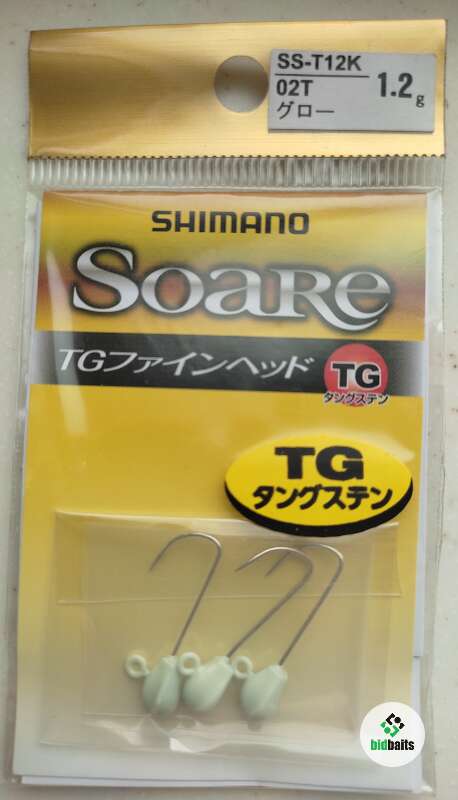 SS-T12K
02T
グロー
1.2g
SHIMANO
SOARE
TGファインヘッド
TG
タングステン
TG
タングステン
bidbaits